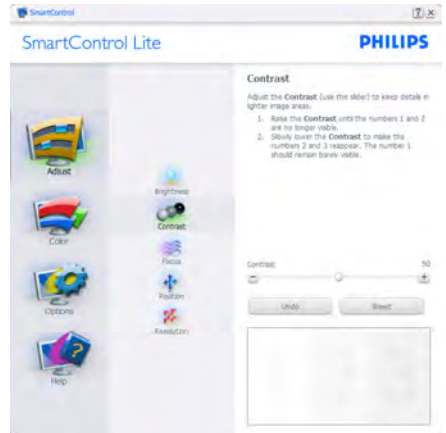 SmartControl
SmartControl Lite
PHILIPS
Adjust
Color
Options
Help
Brightness
Contrast
Focus
Position
Resolution
Contrast
Adjust the Contrast (use the slider) to keep details in
lighter image areas.
1. Raise the Contrast until the numbers 1 and 2
are no longer visible.
2. Slowly lower the Contrast to make the
numbers 2 and 3 reappear. The number 1
should remain barely visible.
Contrast 50
Undo Reset